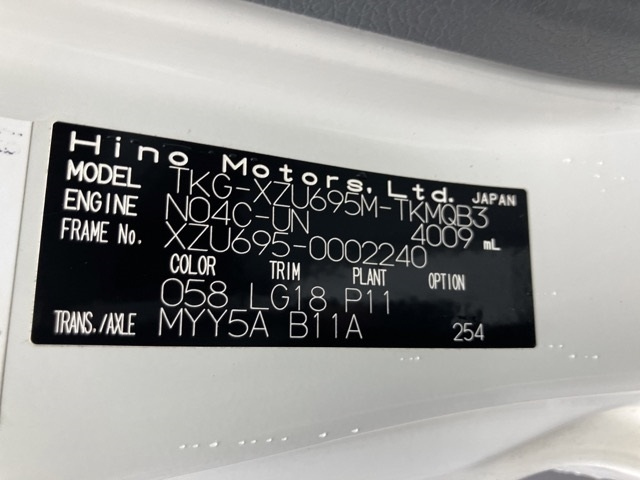 Hino Motors, Ltd. JAPAN
MODEL TKG-XZU695M-TKMQB3
ENGINE N04C-UN 4009 mL
FRAME No. XZU695-0002240
COLOR TRIM PLANT OPTION
058 LG18 P11
TRANS./AXLE MYY5A B11A 254